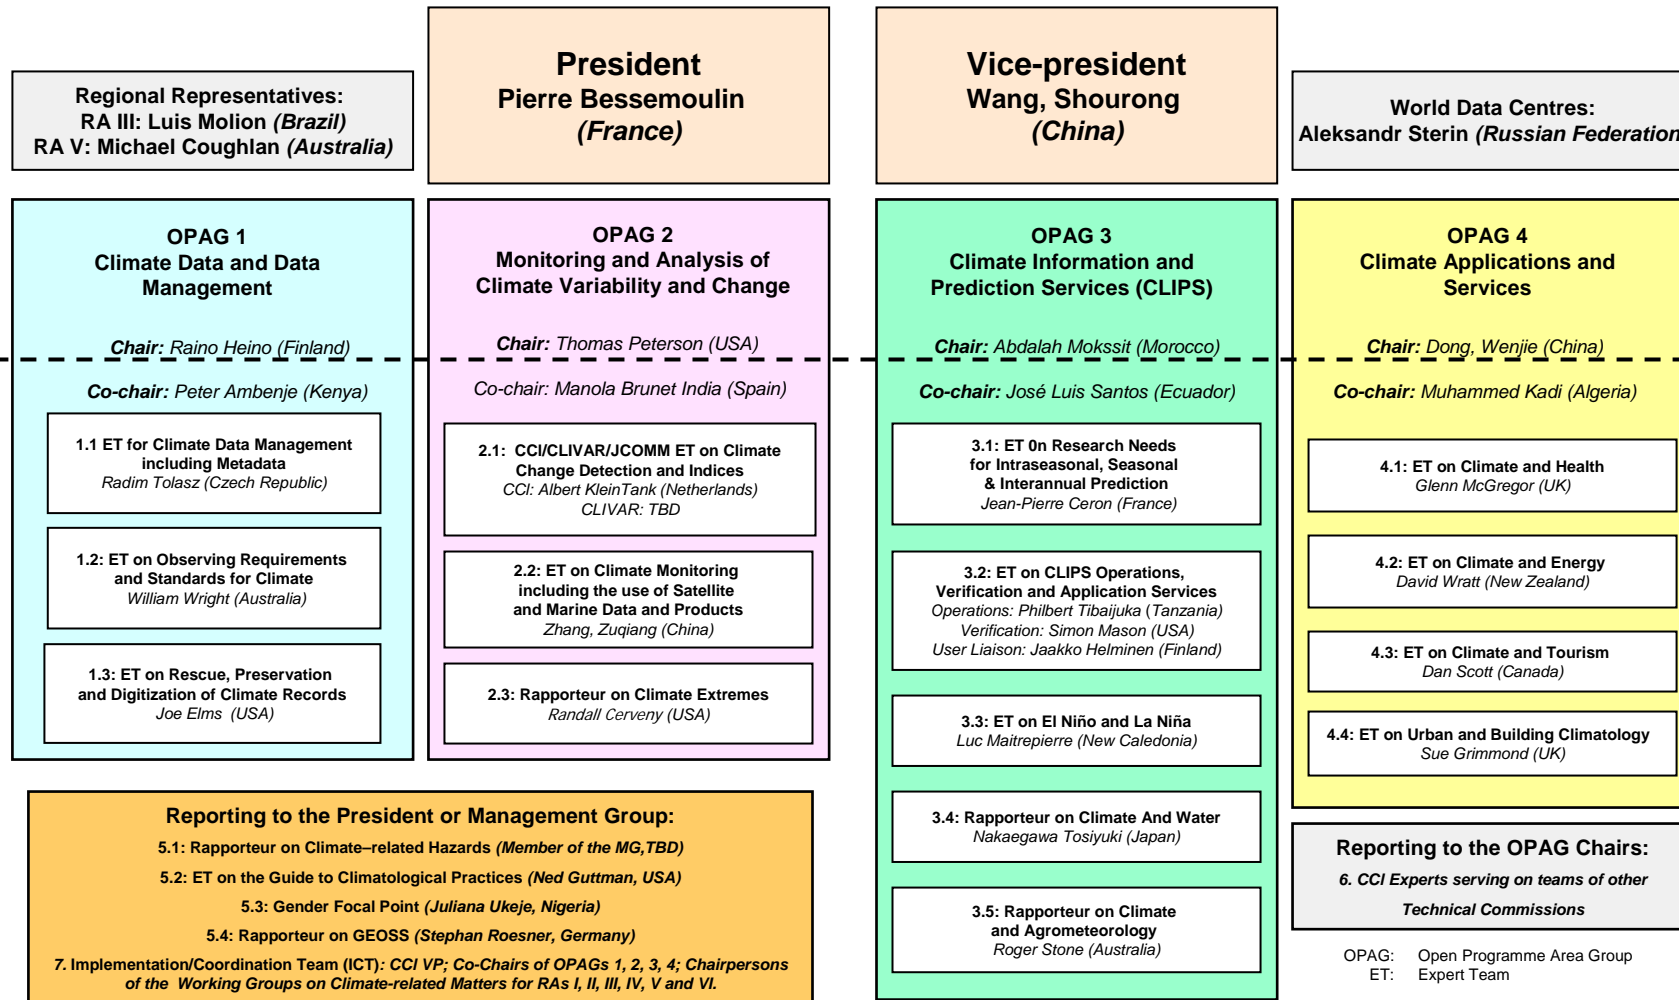 Regional Representatives:
RA III: Luis Molion (Brazil)
RA V: Michael Coughlan (Australia)
President
Pierre Bessemoulin
(France)
Vice-president
Wang, Shourong
(China)
World Data Centres:
Aleksandr Sterin (Russian Federation
OPAG 1
Climate Data and Data
Management
Chair: Raino Heino (Finland)
Co-chair: Peter Ambenje (Kenya)
1.1 ET for Climate Data Management
including Metadata
Radim Tolasz (Czech Republic)
1.2: ET on Observing Requirements
and Standards for Climate
William Wright (Australia)
1.3: ET on Rescue, Preservation
and Digitization of Climate Records
Joe Elms (USA)
OPAG 2
Monitoring and Analysis of
Climate Variability and Change
Chair: Thomas Peterson (USA)
Co-chair: Manola Brunet India (Spain)
2.1: CCI/CLIVAR/JCOMM ET on Climate
Change Detection and Indices
CCI: Albert KleinTank (Netherlands)
CLIVAR: TBD
2.2: ET on Climate Monitoring
including the use of Satellite
and Marine Data and Products
Zhang, Zuqiang (China)
2.3: Rapporteur on Climate Extremes
Randall Cerveny (USA)
OPAG 3
Climate Information and
Prediction Services (CLIPS)
Chair: Abdalah Mokssit (Morocco)
Co-chair: José Luis Santos (Ecuador)
3.1: ET 0n Research Needs
for Intraseasonal, Seasonal
& Interannual Prediction
Jean-Pierre Ceron (France)
3.2: ET on CLIPS Operations,
Verification and Application Services
Operations: Philbert Tibaijuka (Tanzania)
Verification: Simon Mason (USA)
User Liaison: Jaakko Helminen (Finland)
3.3: ET on El Niño and La Niña
Luc Maitrepierre (New Caledonia)
3.4: Rapporteur on Climate And Water
Nakaegawa Tosiyuki (Japan)
3.5: Rapporteur on Climate
and Agrometeorology
Roger Stone (Australia)
OPAG 4
Climate Applications and
Services
Chair: Dong, Wenjie (China)
Co-chair: Muhammed Kadi (Algeria)
4.1: ET on Climate and Health
Glenn McGregor (UK)
4.2: ET on Climate and Energy
David Wratt (New Zealand)
4.3: ET on Climate and Tourism
Dan Scott (Canada)
4.4: ET on Urban and Building Climatology
Sue Grimmond (UK)
Reporting to the President or Management Group:
5.1: Rapporteur on Climate–related Hazards (Member of the MG,TBD)
5.2: ET on the Guide to Climatological Practices (Ned Guttman, USA)
5.3: Gender Focal Point (Juliana Ukeje, Nigeria)
5.4: Rapporteur on GEOSS (Stephan Roesner, Germany)
7. Implementation/Coordination Team (ICT): CCI VP; Co-Chairs of OPAGs 1, 2, 3, 4; Chairpersons
of the Working Groups on Climate-related Matters for RAs I, II, III, IV, V and VI.
Reporting to the OPAG Chairs:
6. CCI Experts serving on teams of other
Technical Commissions
OPAG: Open Programme Area Group
ET: Expert Team